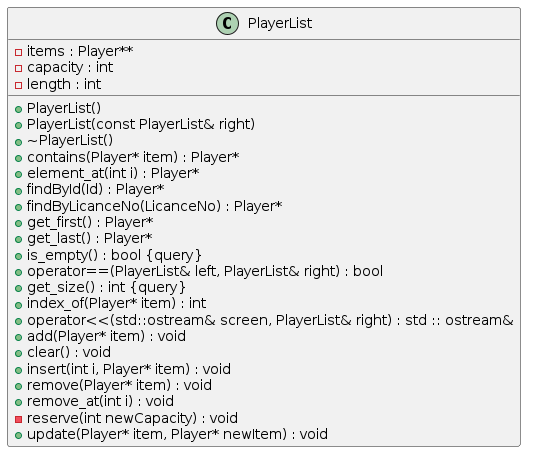 C PlayerList
items : Player**
capacity : int
length : int
PlayerList()
PlayerList(const PlayerList& right)
~PlayerList()
contains(Player* item) : Player*
element_at(int i) : Player*
findById(Id) : Player*
findByLicanceNo(LicanceNo) : Player*
get_first() : Player*
get_last() : Player*
is_empty() : bool {query}
operator==(PlayerList& left, PlayerList& right) : bool
get_size() : int {query}
index_of(Player* item) : int
operator<<(std::ostream& screen, PlayerList& right) : std :: ostream&
add(Player* item) : void
clear() : void
insert(int i, Player* item) : void
remove(Player* item) : void
remove_at(int i) : void
reserve(int newCapacity) : void
update(Player* item, Player* newItem) : void